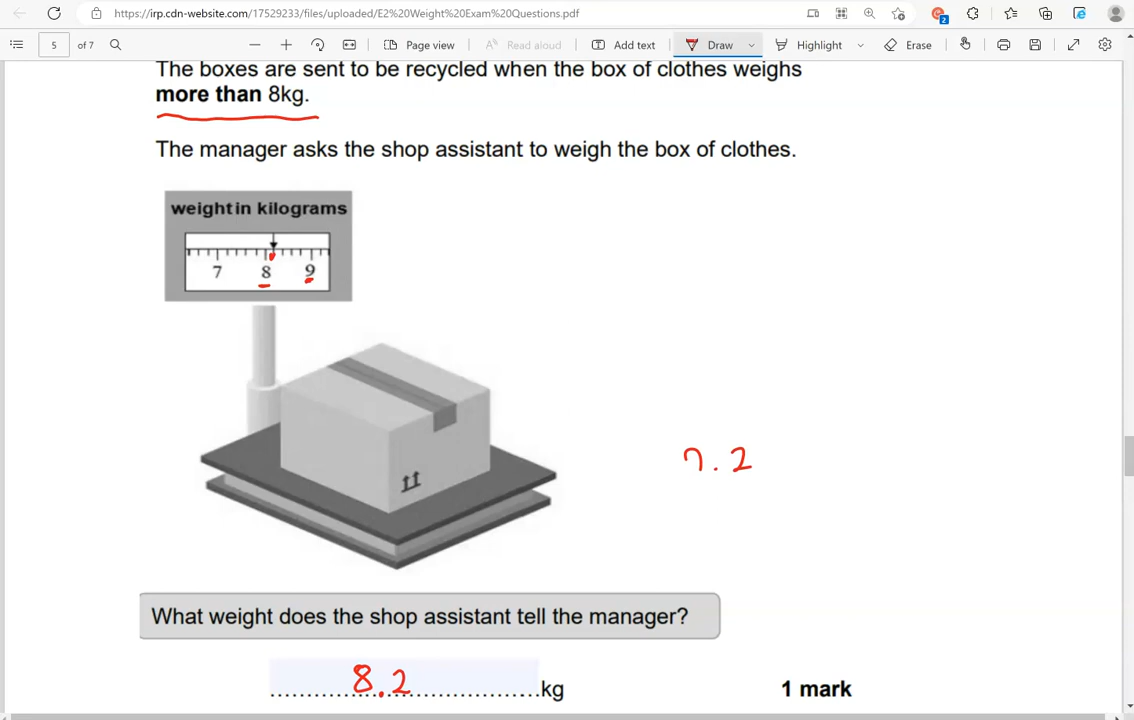 https://irp.cdn-website.com/17529233/files/uploaded/E2%20Weight%20Exam%20Questions.pdf
5 of 7 Page view Read aloud Add text Draw Highlight Erase
The boxes are sent to be recycled when the box of clothes weighs
more than 8kg.
The manager asks the shop assistant to weigh the box of clothes.
weight in kilograms
7 8 9
7.2
What weight does the shop assistant tell the manager?
8.2 kg 1 mark